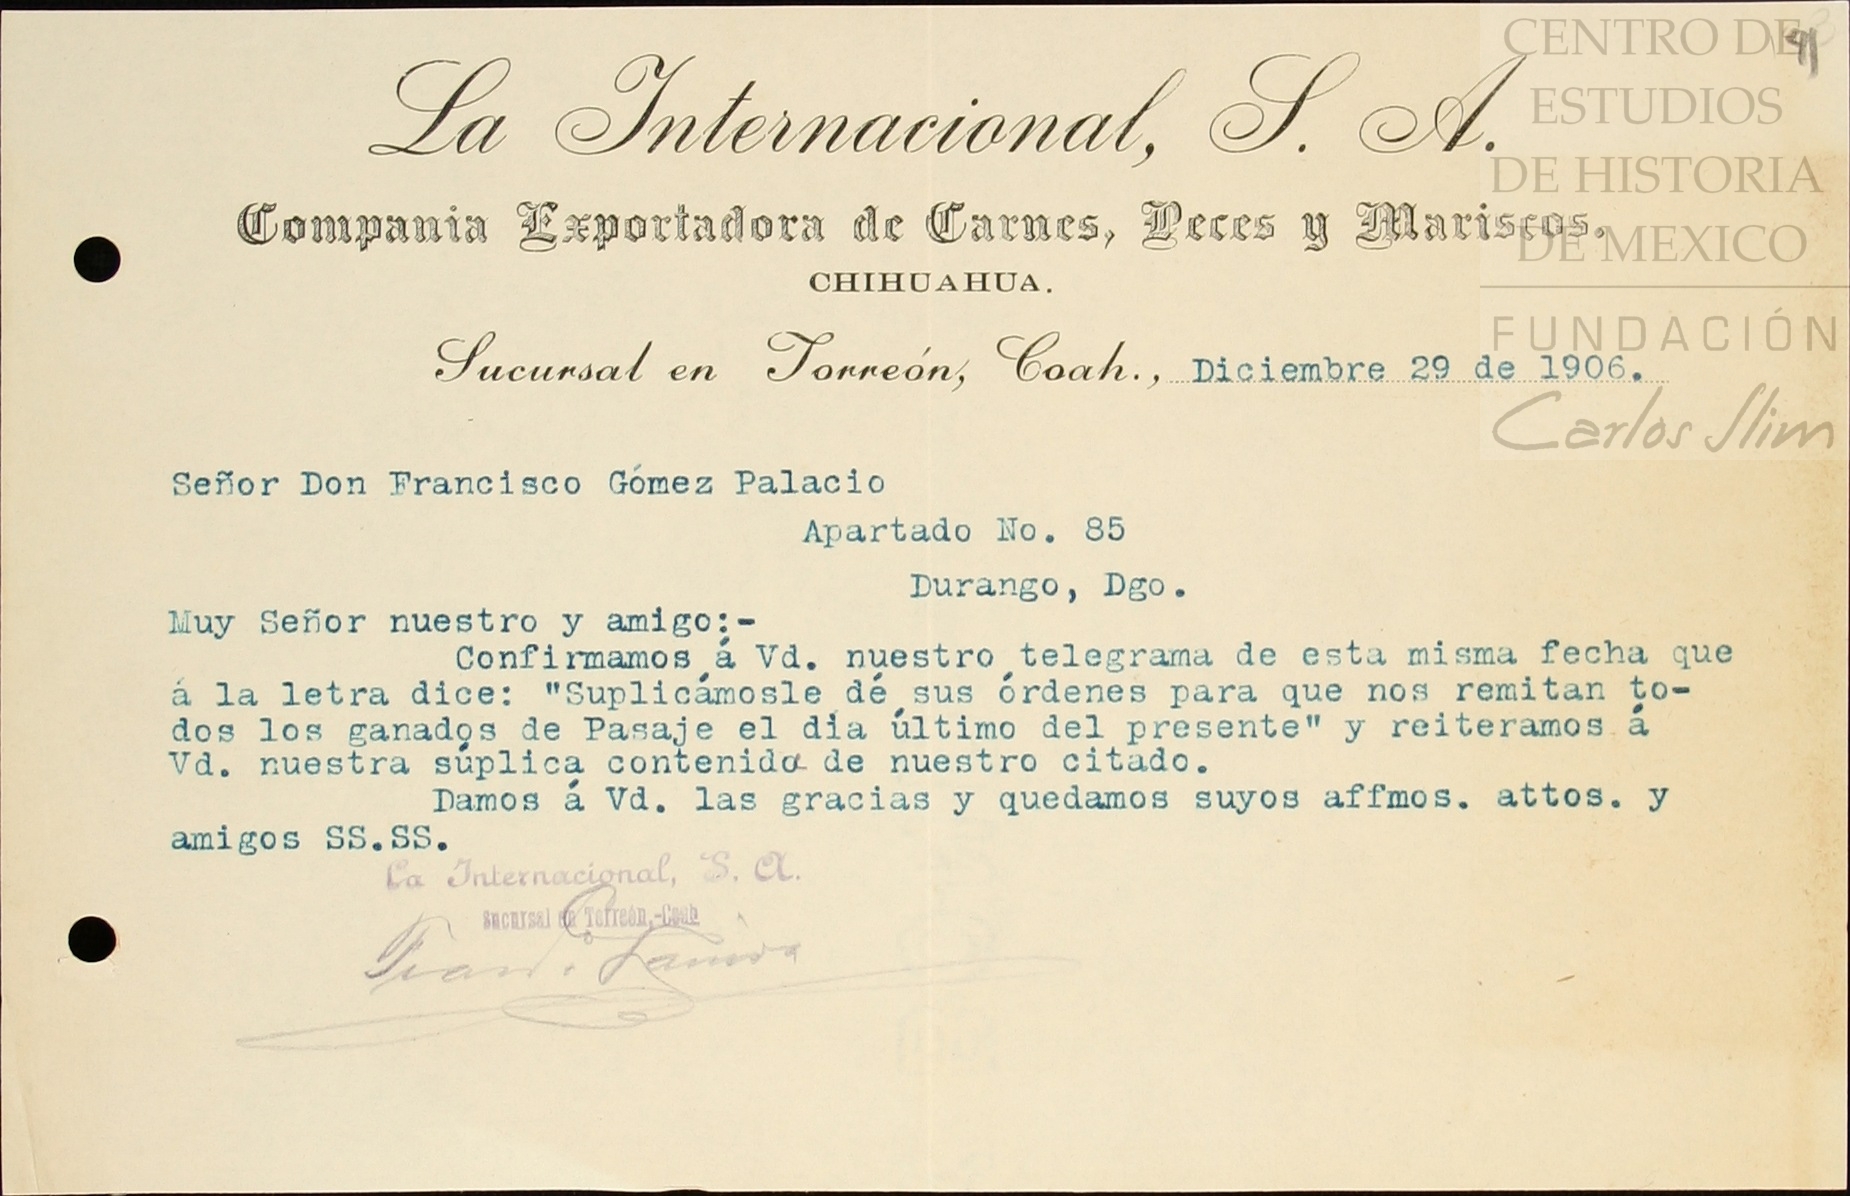 La Internacional, S. A.
Compania Exportadora de Carnes, Peces y Mariscos.
CHIHUAHUA.
Sucursal en Torreón, Coah., Diciembre 29 de 1906.
Señor Don Francisco Gómez Palacio
Apartado No. 85
Durango, Dgo.
Muy Señor nuestro y amigo:-
Confirmamos á Vd. nuestro telegrama de esta misma fecha que
á la letra dice: "Suplicámosle dé sus órdenes para que nos remitan to-
dos los ganados de Pasaje el dia último del presente" y reiteramos á
Vd. nuestra súplica contenida de nuestro citado.
Damos á Vd. las gracias y quedamos suyos affmos. attos. y
amigos SS.SS.
La Internacional, S. A.
Sucursal en Torreón,-Coah
CENTRO DE
ESTUDIOS
DE HISTORIA
DE MEXICO
FUNDACIÓN
Carlos Slim